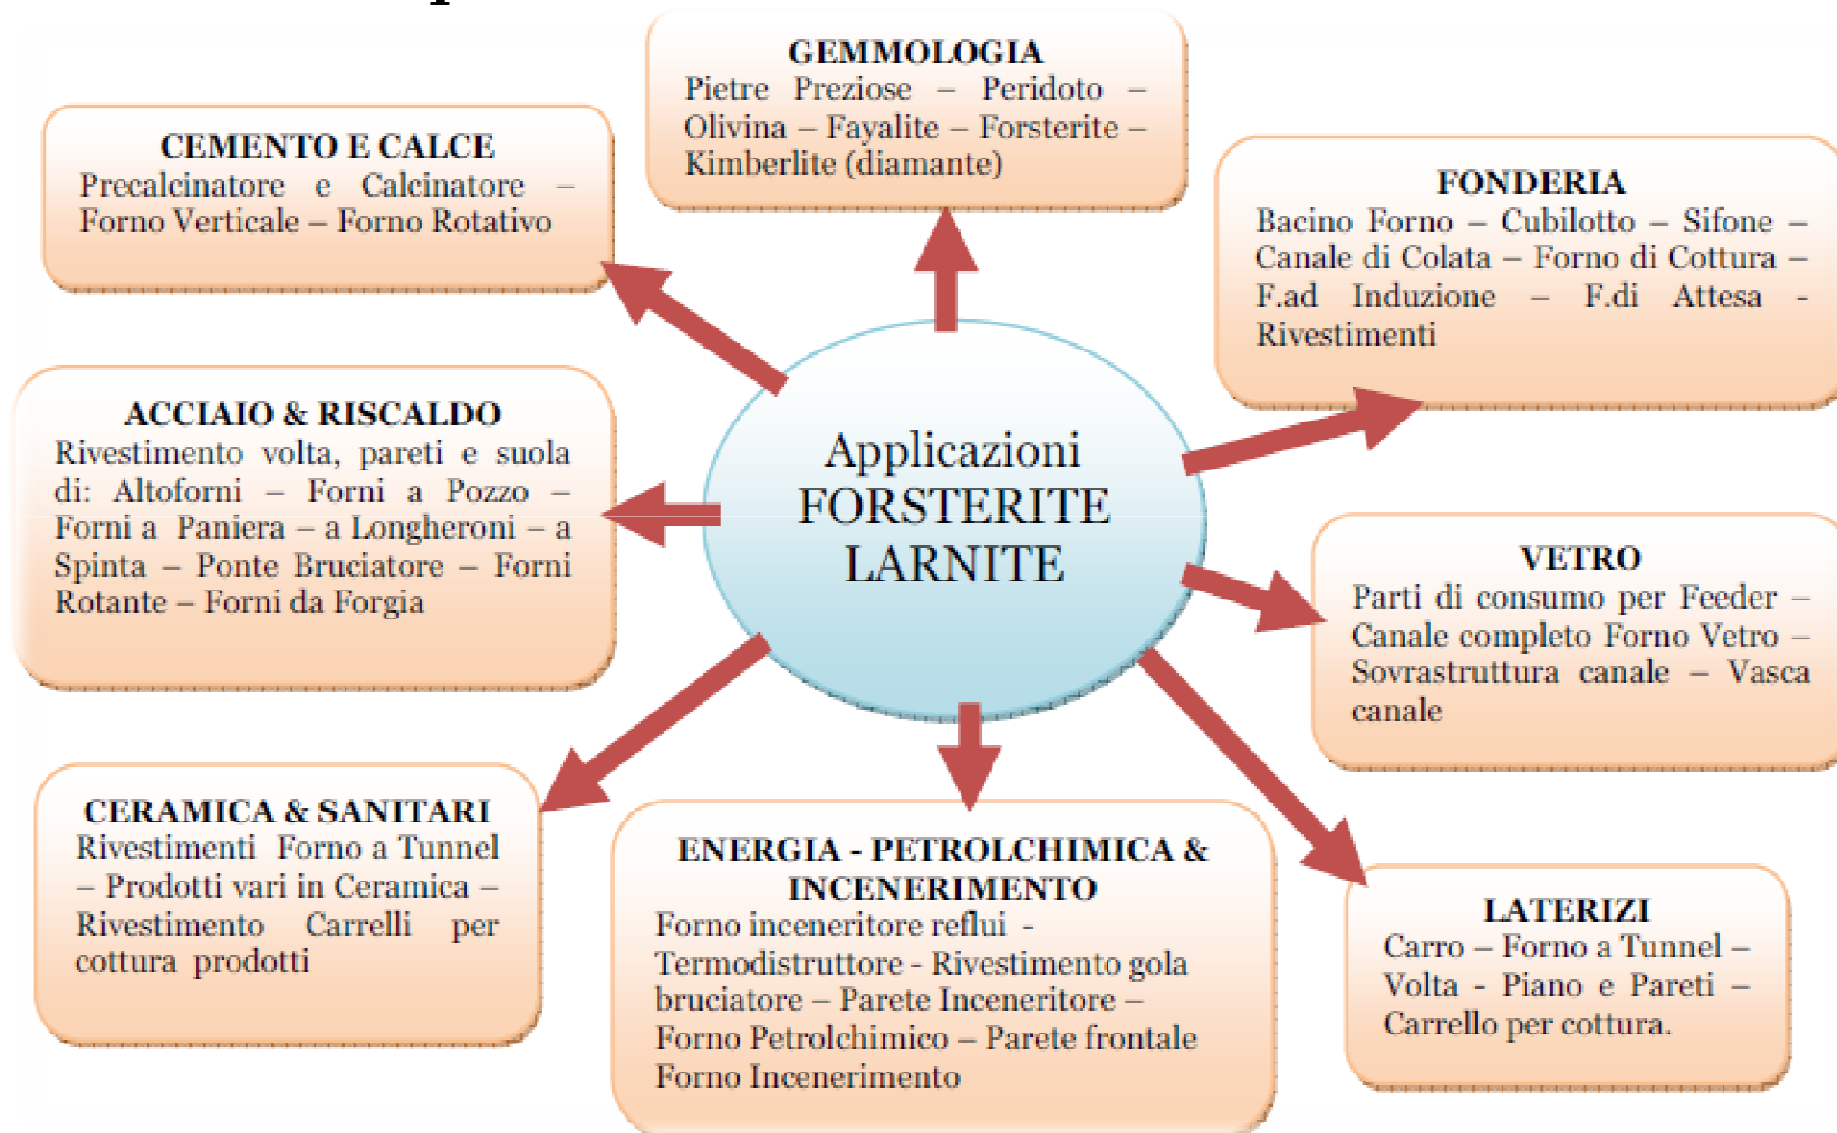 GEMMOLOGIA
Pietre Preziose – Peridoto –
Olivina – Fayalite – Forsterite –
Kimberlite (diamante)
CEMENTO E CALCE
Precalcinatore e Calcinatore –
Forno Verticale – Forno Rotativo
FONDERIA
Bacino Forno – Cubilotto – Sifone –
Canale di Colata – Forno di Cottura –
F.ad Induzione – F.di Attesa -
Rivestimenti
ACCIAIO & RISCALDO
Rivestimento volta, pareti e suola
di: Altoforni – Forni a Pozzo –
Forni a Paniera – a Longheroni – a
Spinta – Ponte Bruciatore – Forni
Rotante – Forni da Forgia
Applicazioni
FORSTERITE
LARNITE
VETRO
Parti di consumo per Feeder –
Canale completo Forno Vetro –
Sovrastruttura canale – Vasca
canale
CERAMICA & SANITARI
Rivestimenti Forno a Tunnel
– Prodotti vari in Ceramica –
Rivestimento Carrelli per
cottura prodotti
ENERGIA - PETROLCHIMICA &
INCENERIMENTO
Forno inceneritore reflui -
Termodistruttore - Rivestimento gola
bruciatore – Parete Inceneritore –
Forno Petrolchimico – Parete frontale
Forno Incenerimento
LATERIZI
Carro – Forno a Tunnel –
Volta - Piano e Pareti –
Carrello per cottura.